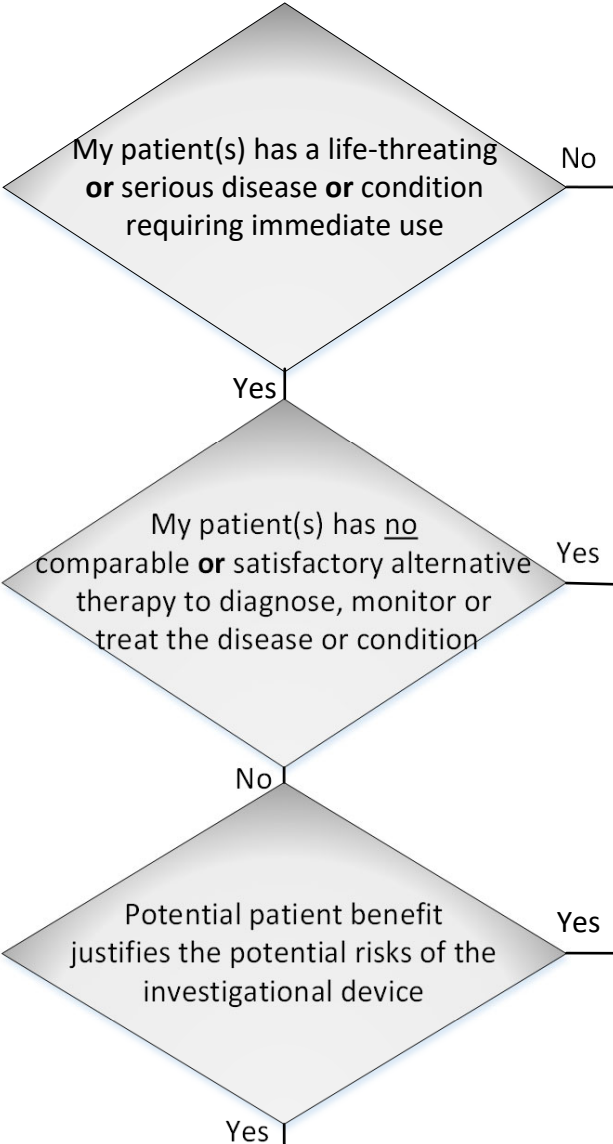 My patient(s) has a life-threating
or serious disease or condition
requiring immediate use
No
Yes
My patient(s) has no
comparable or satisfactory alternative
therapy to diagnose, monitor or
treat the disease or condition
Yes
No
Potential patient benefit
justifies the potential risks of the
investigational device
Yes
Yes